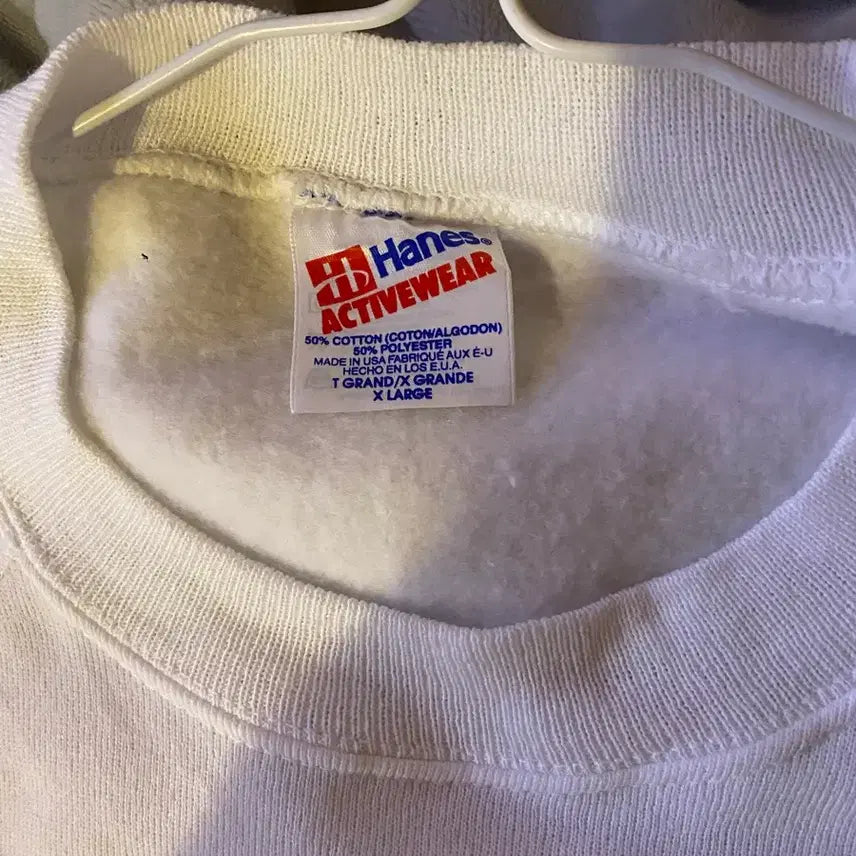 Hanes®
ACTIVEWEAR
50% COTTON (COTON/ALGODON)
50% POLYESTER
MADE IN USA FABRIQUÉ AUX É-U
HECHO EN LOS E.U.A.
T GRAND/X GRANDE
X LARGE